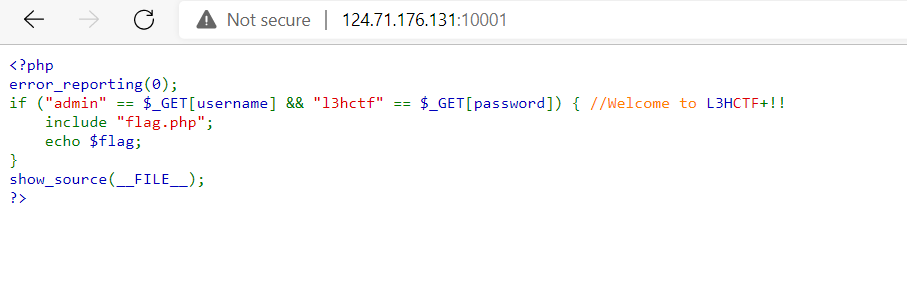 Not secure | 124.71.176.131:10001
<?php
error_reporting(0);
if ("admin" == $_GET[username] && "l3hctf" == $_GET[password]) { //Welcome to L3HCTF+!!
    include "flag.php";
    echo $flag;
}
show_source(__FILE__);
?>